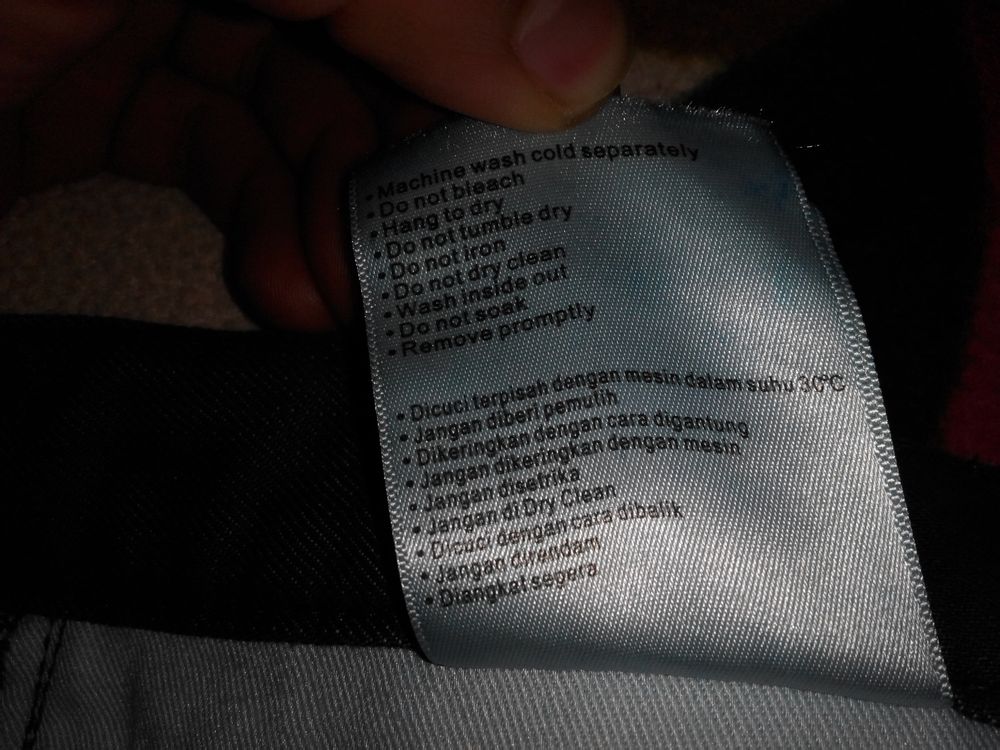 • Machine wash cold separately
• Do not bleach
• Hang to dry
• Do not tumble dry
• Do not iron
• Do not dry clean
• Wash inside out
• Do not soak
• Remove promptly
• Dicuci terpisah dengan mesin dalam suhu 30°C
• Jangan diberi pemutih
• Dikeringkan dengan cara digantung
• Jangan dikeringkan dengan mesin
• Jangan disetrika
• Jangan di Dry Clean
• Dicuci dengan cara dibalik
• Jangan direndam
• Diangkat segera